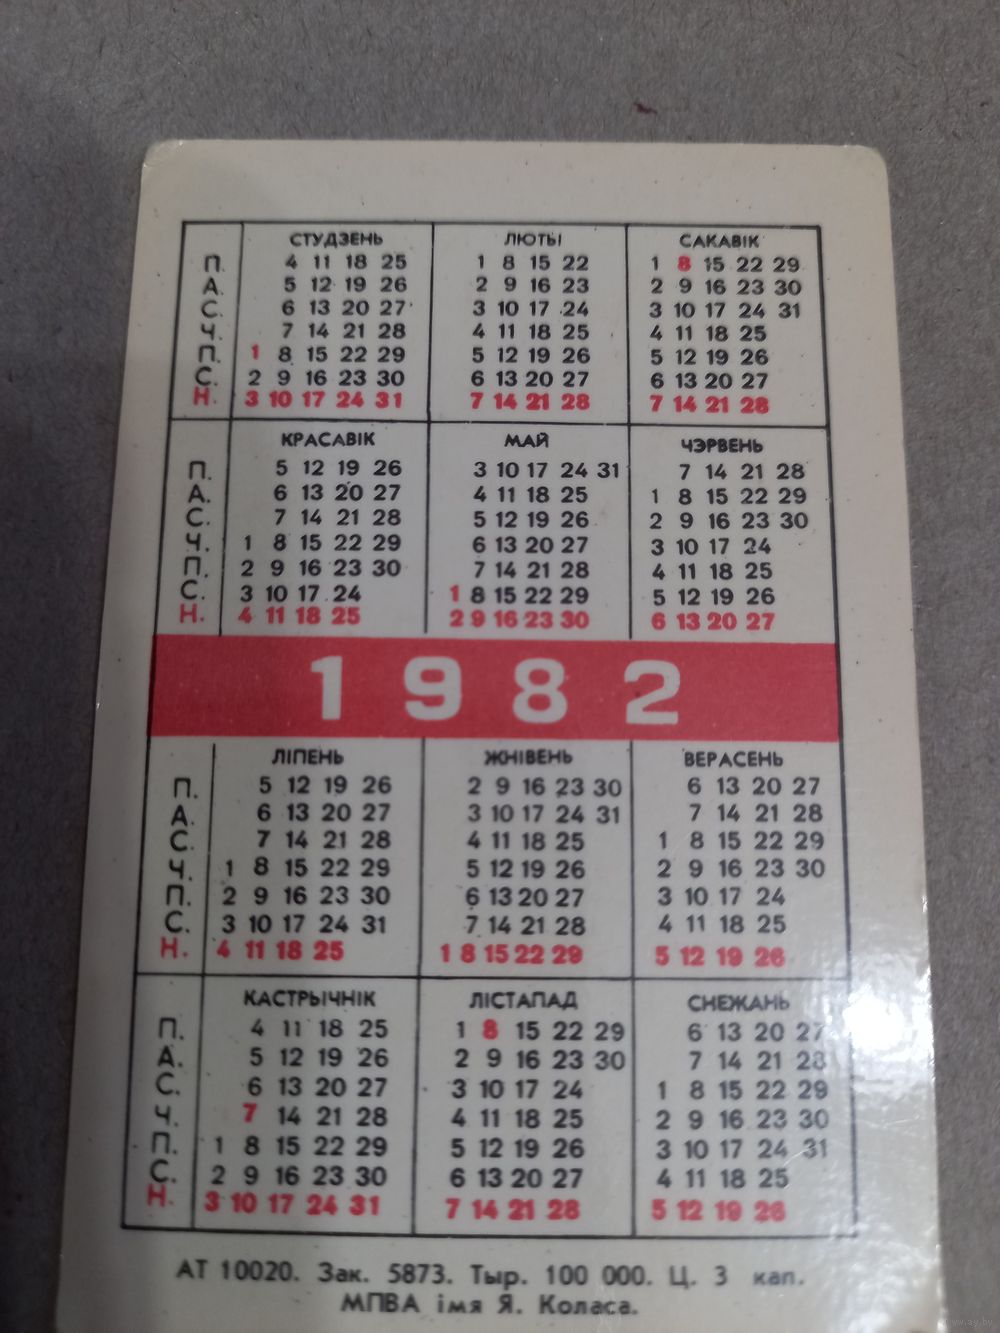 СТУДЗЕНЬ ЛЮТЫ САКАВІК
П. 4 11 18 25 1 8 15 22 1 8 15 22 29
А. 5 12 19 26 2 9 16 23 2 9 16 23 30
С. 6 13 20 27 3 10 17 24 3 10 17 24 31
Ч. 7 14 21 28 4 11 18 25 4 11 18 25
П. 1 8 15 22 29 5 12 19 26 5 12 19 26
С. 2 9 16 23 30 6 13 20 27 6 13 20 27
Н. 3 10 17 24 31 7 14 21 28 7 14 21 28
КРАСАВІК МАЙ ЧЭРВЕНЬ
П. 5 12 19 26 3 10 17 24 31 7 14 21 28
А. 6 13 20 27 4 11 18 25 1 8 15 22 29
С. 7 14 21 28 5 12 19 26 2 9 16 23 30
Ч. 1 8 15 22 29 6 13 20 27 3 10 17 24
П. 2 9 16 23 30 7 14 21 28 4 11 18 25
С. 3 10 17 24 1 8 15 22 29 5 12 19 26
Н. 4 11 18 25 2 9 16 23 30 6 13 20 27
1982
ЛІПЕНЬ ЖНІВЕНЬ ВЕРАСЕНЬ
П. 5 12 19 26 2 9 16 23 30 6 13 20 27
А. 6 13 20 27 3 10 17 24 31 7 14 21 28
С. 7 14 21 28 4 11 18 25 1 8 15 22 29
Ч. 1 8 15 22 29 5 12 19 26 2 9 16 23 30
П. 2 9 16 23 30 6 13 20 27 3 10 17 24
С. 3 10 17 24 31 7 14 21 28 4 11 18 25
Н. 4 11 18 25 1 8 15 22 29 5 12 19 26
КАСТРЫЧНІК ЛІСТАПАД СНЕЖАНЬ
П. 4 11 18 25 1 8 15 22 29 6 13 20 27
А. 5 12 19 26 2 9 16 23 30 7 14 21 28
С. 6 13 20 27 3 10 17 24 1 8 15 22 29
Ч. 7 14 21 28 4 11 18 25 2 9 16 23 30
П. 1 8 15 22 29 5 12 19 26 3 10 17 24 31
С. 2 9 16 23 30 6 13 20 27 4 11 18 25
Н. 3 10 17 24 31 7 14 21 28 5 12 19 26
АТ 10020. Зак. 5873. Тыр. 100 000. Ц. 3 кап.
МПВА імя Я. Коласа.
www.ay.by